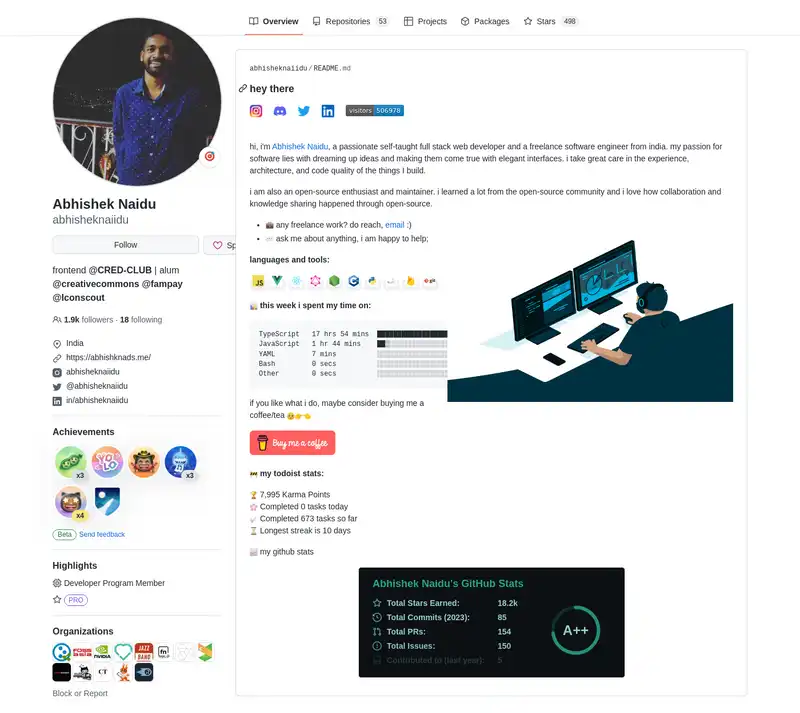 Overview
Repositories 53
Projects
Packages
Stars 498
Abhishek Naidu
abhisheknaiidu
Follow
Sp
frontend @CRED-CLUB | alum
@creativecommons @fampay
@Iconscout
1.9k followers · 18 following
India
https://abhishknads.me/
abhisheknaiidu
@abhisheknaiidu
in/abhisheknaiidu
Achievements
YOLO
x3
x3
x4
Beta Send feedback
Highlights
Developer Program Member
PRO
Organizations
FOSS
ASIA
NVIDIA
JAZZ
BAND
fn
CT
Block or Report
abhisheknaiidu / README.md
hey there
visitors 506978
hi, i'm Abhishek Naidu, a passionate self-taught full stack web developer and a freelance software engineer from india. my passion for
software lies with dreaming up ideas and making them come true with elegant interfaces. i take great care in the experience,
architecture, and code quality of the things I build.
i am also an open-source enthusiast and maintainer. i learned a lot from the open-source community and i love how collaboration and
knowledge sharing happened through open-source.
• 💼 any freelance work? do reach, email :)
• 💬 ask me about anything, i am happy to help;
languages and tools:
JS
git
this week i spent my time on:
TypeScript 17 hrs 54 mins
JavaScript 1 hr 44 mins
YAML 7 mins
Bash 0 secs
Other 0 secs
if you like what i do, maybe consider buying me a
coffee/tea 🥺👉👈
Buy me a coffee
🚧 my todoist stats:
🏆 7,995 Karma Points
🌸 Completed 0 tasks today
Completed 673 tasks so far
⏳ Longest streak is 10 days
my github stats
Abhishek Naidu's GitHub Stats
Total Stars Earned: 18.2k
Total Commits (2023): 85
Total PRs: 154
Total Issues: 150
Contributed to (last year): 5
A++